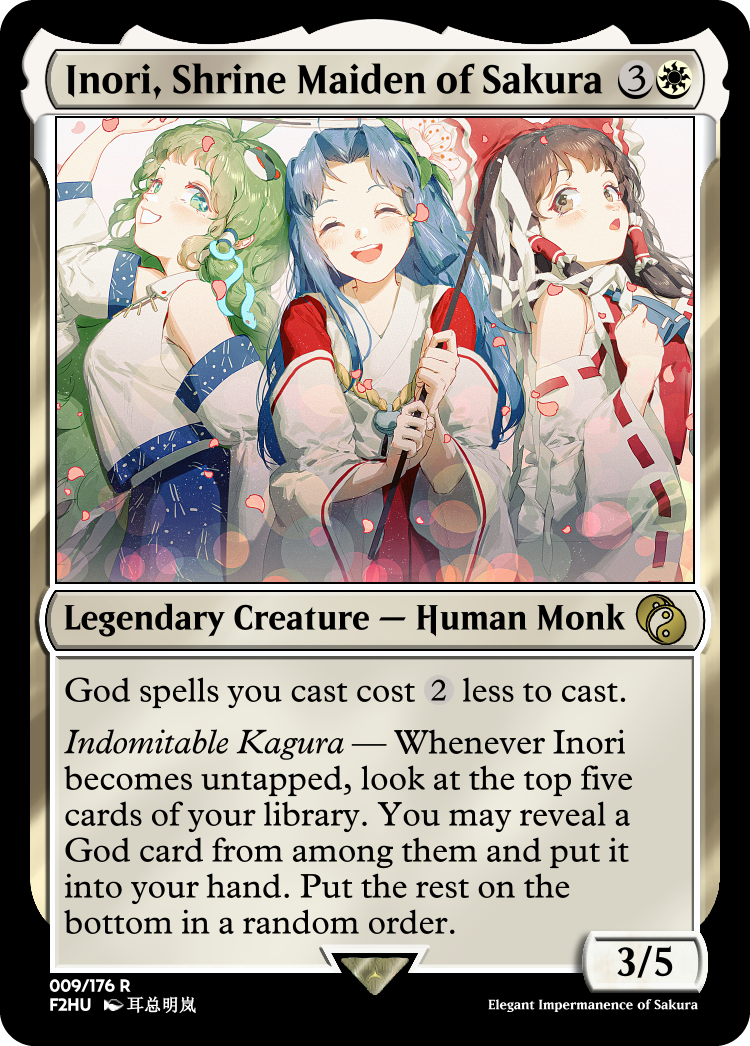 Inori, Shrine Maiden of Sakura 3
Legendary Creature — Human Monk
God spells you cast cost 2 less to cast.
Indomitable Kagura — Whenever Inori
becomes untapped, look at the top five
cards of your library. You may reveal a
God card from among them and put it
into your hand. Put the rest on the
bottom in a random order.
3/5
009/176 R
F2HU 耳总明岚
Elegant Impermanence of Sakura